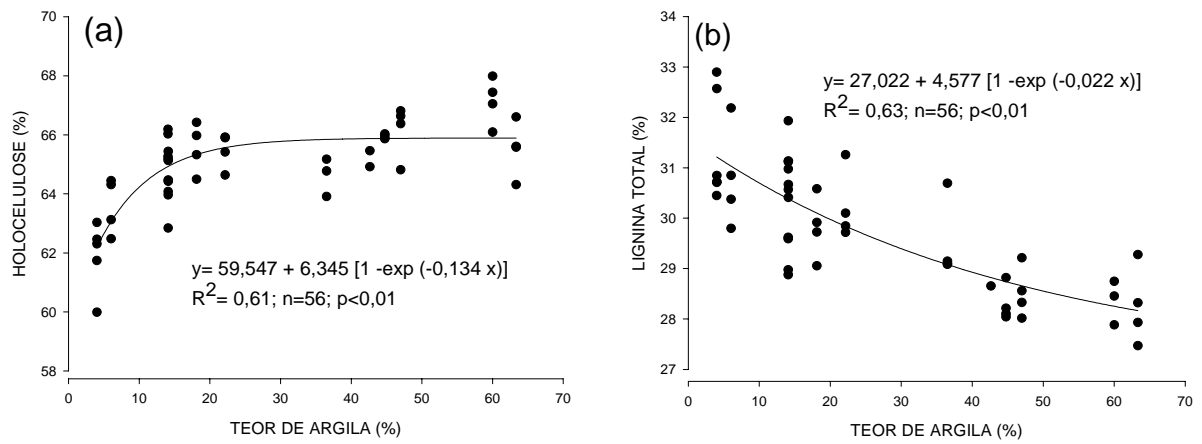 (a)
HOLOCELULOSE (%)
70
68
66
64
62
60
58
y= 59,547 + 6,345 [1 -exp (-0,134 x)]
R2= 0,61; n=56; p<0,01
0 10 20 30 40 50 60 70
TEOR DE ARGILA (%)
(b)
LIGNINA TOTAL (%)
34
33
32
31
30
29
28
27
y= 27,022 + 4,577 [1 -exp (-0,022 x)]
R2= 0,63; n=56; p<0,01
0 10 20 30 40 50 60 70
TEOR DE ARGILA (%)